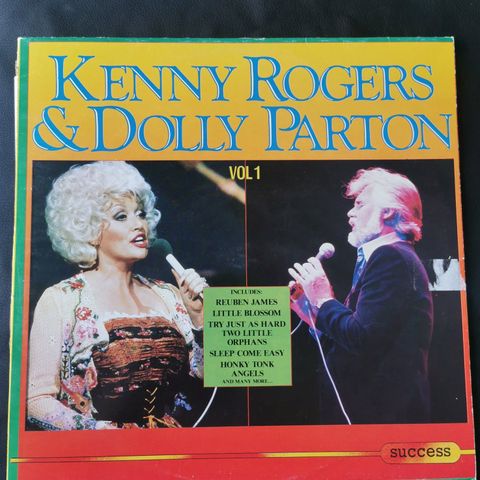 KENNY ROGERS
& DOLLY PARTON
VOL 1
INCLUDES:
REUBEN JAMES
LITTLE BLOSSOM
TRY JUST AS HARD
TWO LITTLE
ORPHANS
SLEEP COME EASY
HONKY TONK
ANGELS
AND MANY MORE...
success